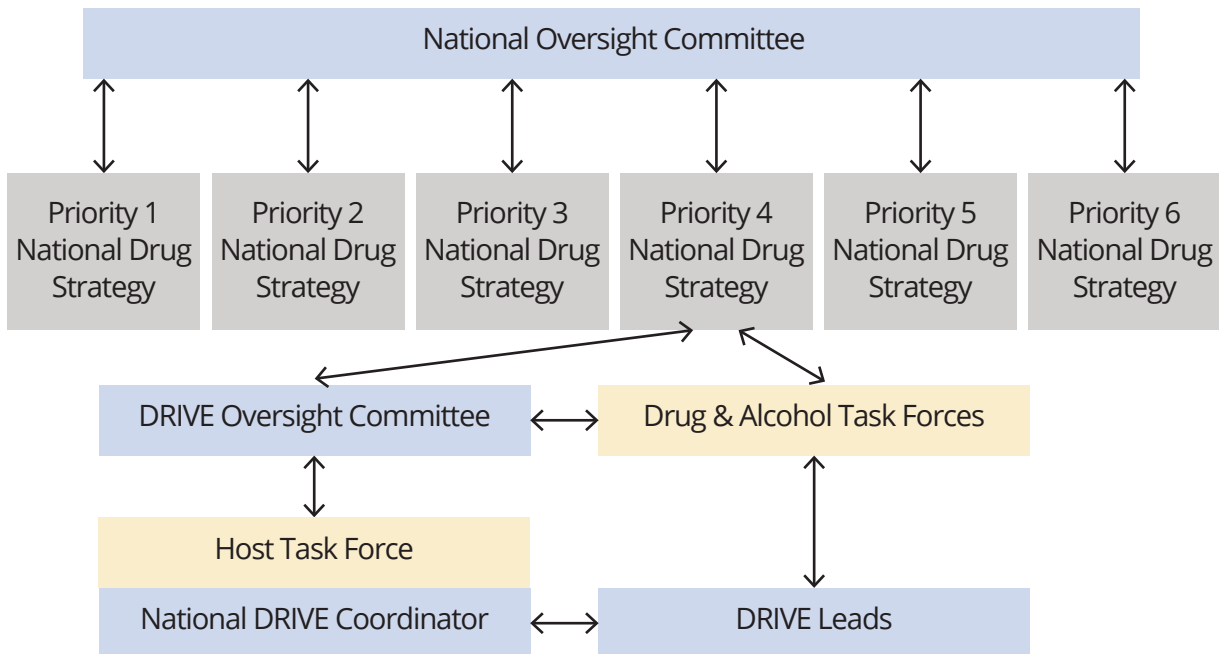 National Oversight Committee
Priority 1
National Drug
Strategy
Priority 2
National Drug
Strategy
Priority 3
National Drug
Strategy
Priority 4
National Drug
Strategy
Priority 5
National Drug
Strategy
Priority 6
National Drug
Strategy
DRIVE Oversight Committee
Drug & Alcohol Task Forces
Host Task Force
National DRIVE Coordinator
DRIVE Leads